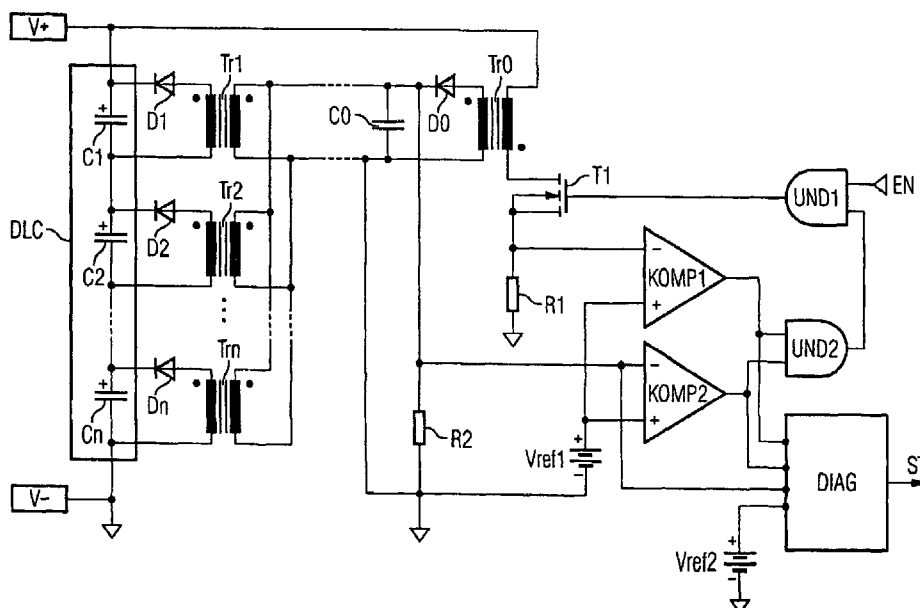 V+
Tr1
Tr0
D1
C0
D0
C1
T1
UND1
EN
Tr2
DLC
D2
C2
KOMP1
R1
UND2
Trn
KOMP2
Dn
Cn
R2
Vref1
DIAG
ST
V-
Vref2